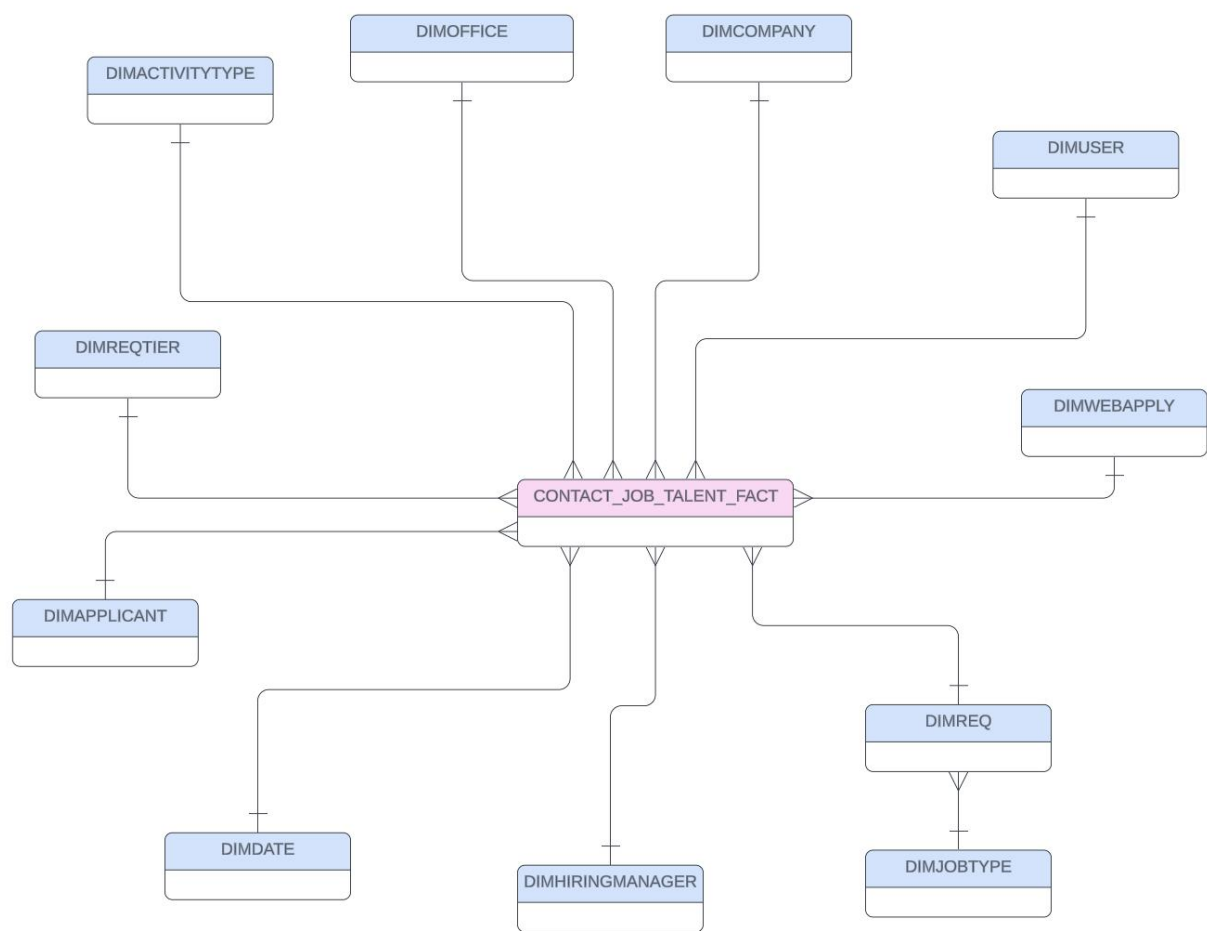 DIMOFFICE
DIMCOMPANY
DIMACTIVITYTYPE
DIMUSER
DIMREQTIER
DIMWEBAPPLY
CONTACT_JOB_TALENT_FACT
DIMAPPLICANT
DIMREQ
DIMDATE
DIMHIRINGMANAGER
DIMJOBTYPE